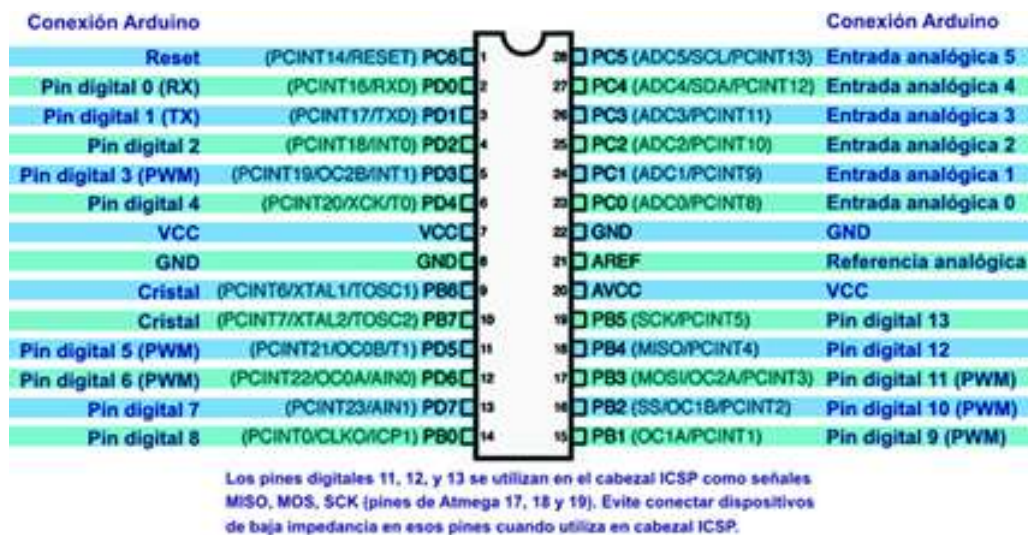 Conexión Arduino Conexión Arduino
Reset (PCINT14/RESET) PC6 1 28 PC5 (ADC5/SCL/PCINT13) Entrada analógica 5
Pin digital 0 (RX) (PCINT16/RXD) PD0 2 27 PC4 (ADC4/SDA/PCINT12) Entrada analógica 4
Pin digital 1 (TX) (PCINT17/TXD) PD1 3 26 PC3 (ADC3/PCINT11) Entrada analógica 3
Pin digital 2 (PCINT18/INT0) PD2 4 25 PC2 (ADC2/PCINT10) Entrada analógica 2
Pin digital 3 (PWM) (PCINT19/OC2B/INT1) PD3 5 24 PC1 (ADC1/PCINT9) Entrada analógica 1
Pin digital 4 (PCINT20/XCK/T0) PD4 6 23 PC0 (ADC0/PCINT8) Entrada analógica 0
VCC VCC 7 22 GND GND
GND GND 8 21 AREF Referencia analógica
Cristal (PCINT6/XTAL1/TOSC1) PB6 9 20 AVCC VCC
Cristal (PCINT7/XTAL2/TOSC2) PB7 10 19 PB5 (SCK/PCINT5) Pin digital 13
Pin digital 5 (PWM) (PCINT21/OC0B/T1) PD5 11 18 PB4 (MISO/PCINT4) Pin digital 12
Pin digital 6 (PWM) (PCINT22/OC0A/AIN0) PD6 12 17 PB3 (MOSI/OC2A/PCINT3) Pin digital 11 (PWM)
Pin digital 7 (PCINT23/AIN1) PD7 13 16 PB2 (SS/OC1B/PCINT2) Pin digital 10 (PWM)
Pin digital 8 (PCINT0/CLKO/ICP1) PB0 14 15 PB1 (OC1A/PCINT1) Pin digital 9 (PWM)
Los pines digitales 11, 12, y 13 se utilizan en el cabezal ICSP como señales
MISO, MOS, SCK (pines de Atmega 17, 18 y 19). Evite conectar dispositivos
de baja impedancia en esos pines cuando utiliza en cabezal ICSP.